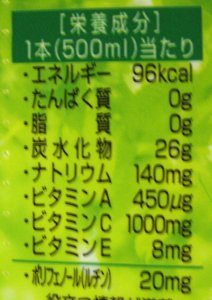 [栄養成分]
1本(500ml)当たり
・エネルギー 96kcal
・たんぱく質 0g
・脂質 0g
・炭水化物 26g
・ナトリウム 140mg
・ビタミンA 450μg
・ビタミンC 1000mg
・ビタミンE 8mg
・ポリフェノール(ルチン) 20mg